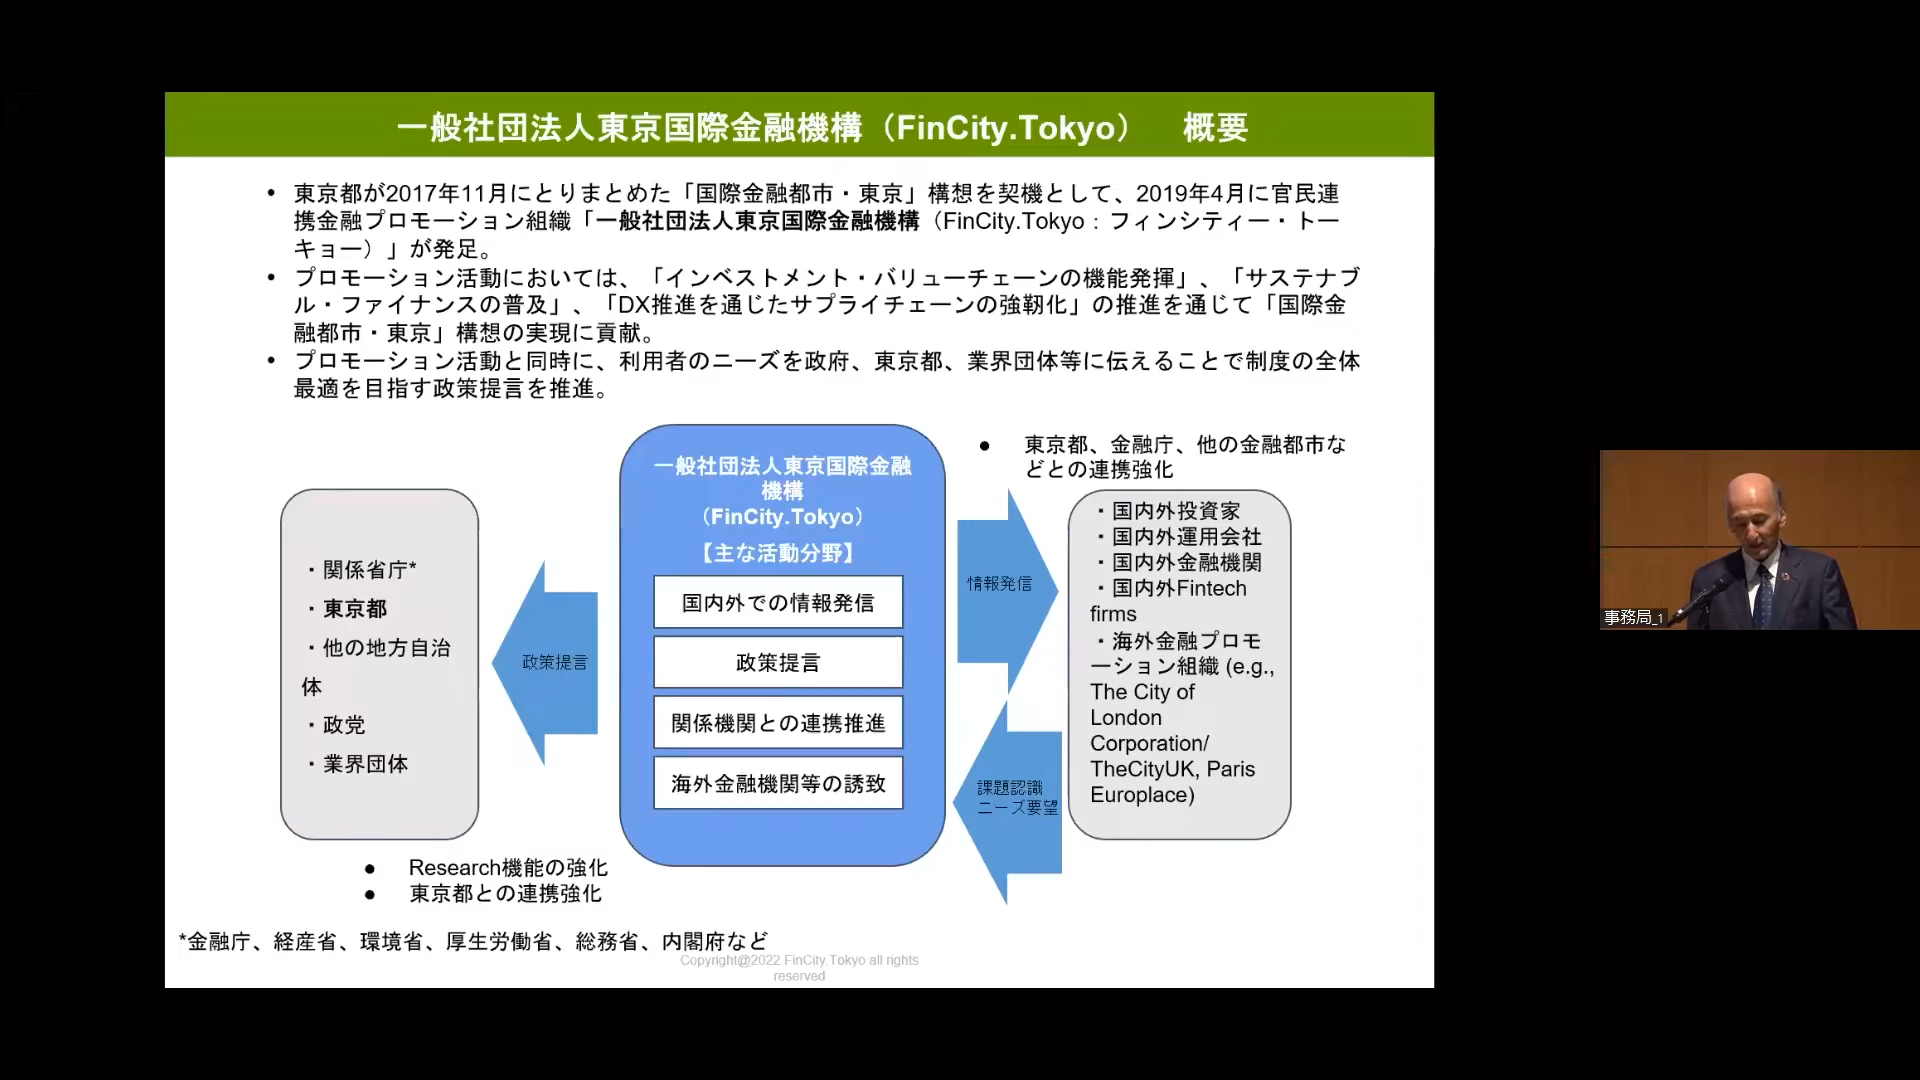 一般社団法人東京国際金融機構（FinCity.Tokyo） 概要
• 東京都が2017年11月にとりまとめた「国際金融都市・東京」構想を契機として、2019年4月に官民連
携金融プロモーション組織「一般社団法人東京国際金融機構（FinCity.Tokyo：フィンシティー・トー
キョー）」が発足。
• プロモーション活動においては、「インベストメント・バリューチェーンの機能発揮」、「サステナブ
ル・ファイナンスの普及」、「DX推進を通じたサプライチェーンの強靭化」の推進を通じて「国際金
融都市・東京」構想の実現に貢献。
• プロモーション活動と同時に、利用者のニーズを政府、東京都、業界団体等に伝えることで制度の全体
最適を目指す政策提言を推進。
・関係省庁*
・東京都
・他の地方自治
体
・政党
・業界団体
政策提言
一般社団法人東京国際金融
機構
（FinCity.Tokyo）
【主な活動分野】
国内外での情報発信
政策提言
関係機関との連携推進
海外金融機関等の誘致
● 東京都、金融庁、他の金融都市な
どとの連携強化
情報発信
課題認識
ニーズ要望
・国内外投資家
・国内外運用会社
・国内外金融機関
・国内外Fintech
firms
・海外金融プロモ
ーション組織 (e.g.,
The City of
London
Corporation/
TheCityUK, Paris
Europlace)
● Research機能の強化
● 東京都との連携強化
*金融庁、経産省、環境省、厚生労働省、総務省、内閣府など
Copyright@2022 FinCity.Tokyo all rights
reserved
事務局_1